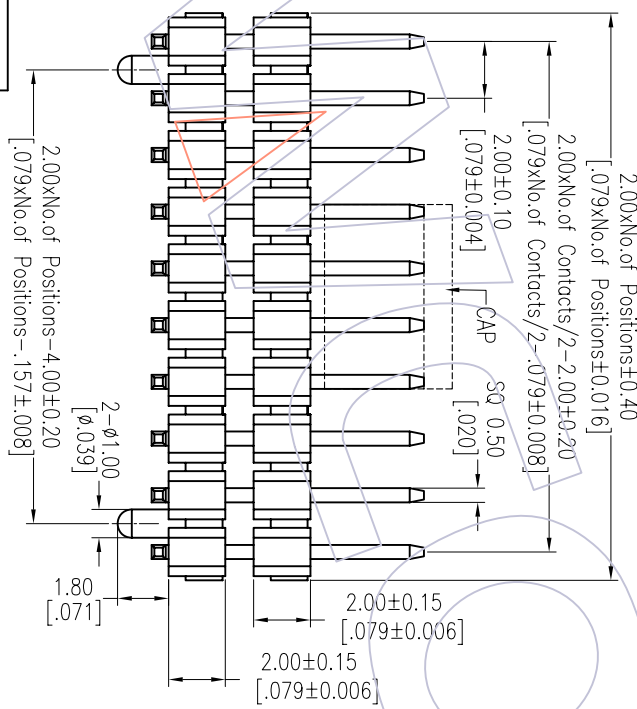 2.00xNo.of Positions±0.40
[.079xNo.of Positions±0.016]
2.00xNo.of Contacts/2-2.00±0.20
[.079xNo.of Contacts/2-.079±0.008]
2.00±0.10
[.079±0.004]
CAP
SQ 0.50
[.020]
2.00xNo.of Positions-4.00±0.20
[.079xNo.of Positions-.157±.008]
2-ø1.00
[ø.039]
1.80
[.071]
2.00±0.15
[.079±0.006]
2.00±0.15
[.079±0.006]